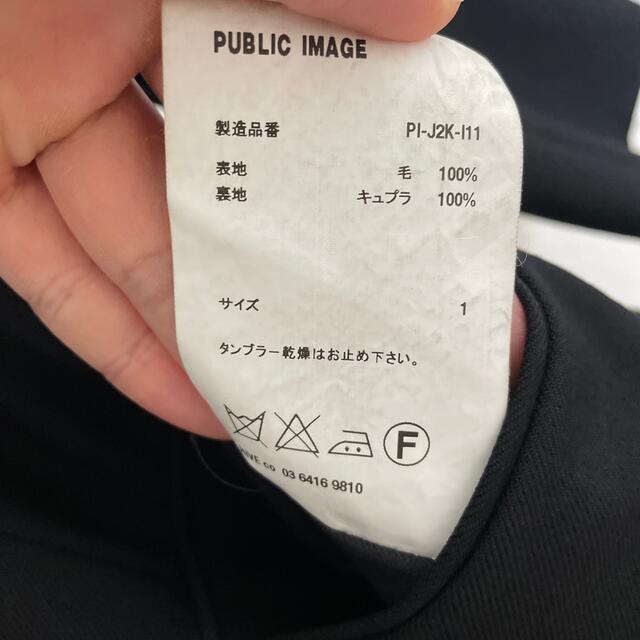 PUBLIC IMAGE
製造品番 PI-J2K-I11
表地 毛 100%
裏地 キュプラ 100%
サイズ 1
タンブラー乾燥はお止め下さい。
F
co 03 6416 9810